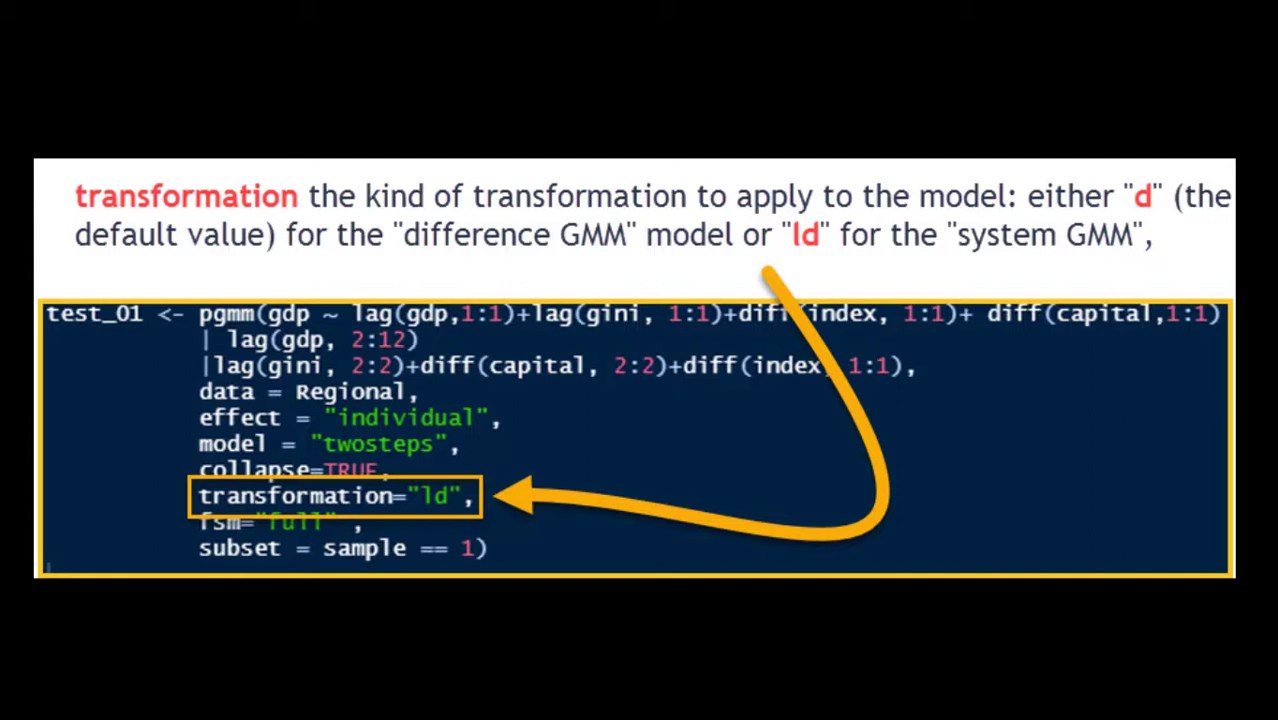 transformation the kind of transformation to apply to the model: either "d" (the
default value) for the "difference GMM" model or "ld" for the "system GMM",
test_01 <- pgmm(gdp ~ lag(gdp,1:1)+lag(gini, 1:1)+diff(index, 1:1)+ diff(capital,1:1)
| lag(gdp, 2:12)
|lag(gini, 2:2)+diff(capital, 2:2)+diff(index, 1:1),
data = Regional,
effect = "individual",
model = "twosteps",
collapse=TRUE,
transformation="ld",
fsm="full" ,
subset = sample == 1)